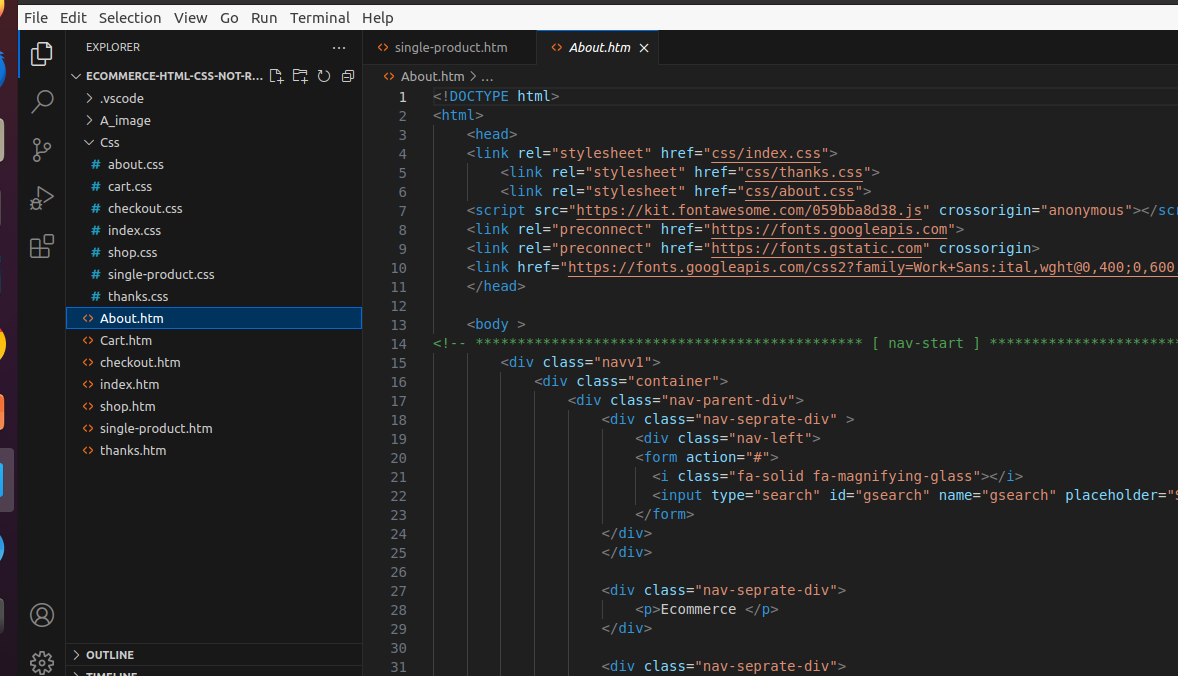 File Edit Selection View Go Run Terminal Help
EXPLORER ...
ECOMMERCE-HTML-CSS-NOT-R...
.vscode
A_image
Css
# about.css
# cart.css
# checkout.css
# index.css
# shop.css
# single-product.css
# thanks.css
<> About.htm
<> Cart.htm
<> checkout.htm
<> index.htm
<> shop.htm
<> single-product.htm
<> thanks.htm
OUTLINE
TIMELINE
<> single-product.htm <> About.htm ×
<> About.htm > ...
1 <!DOCTYPE html>
2 <html>
3 <head>
4 <link rel="stylesheet" href="css/index.css">
5 <link rel="stylesheet" href="css/thanks.css">
6 <link rel="stylesheet" href="css/about.css">
7 <script src="https://kit.fontawesome.com/059bba8d38.js" crossorigin="anonymous"></scr
8 <link rel="preconnect" href="https://fonts.googleapis.com">
9 <link rel="preconnect" href="https://fonts.gstatic.com" crossorigin>
10 <link href="https://fonts.googleapis.com/css2?family=Work+Sans:ital,wght@0,400;0,600;
11 </head>
12
13 <body >
14 <!-- ********************************************** [ nav-start ] **********************
15 <div class="navv1">
16 <div class="container">
17 <div class="nav-parent-div">
18 <div class="nav-seprate-div" >
19 <div class="nav-left">
20 <form action="#">
21 <i class="fa-solid fa-magnifying-glass"></i>
22 <input type="search" id="gsearch" name="gsearch" placeholder="S
23 </form>
24 </div>
25 </div>
26
27 <div class="nav-seprate-div">
28 <p>Ecommerce </p>
29 </div>
30
31 <div class="nav-seprate-div">